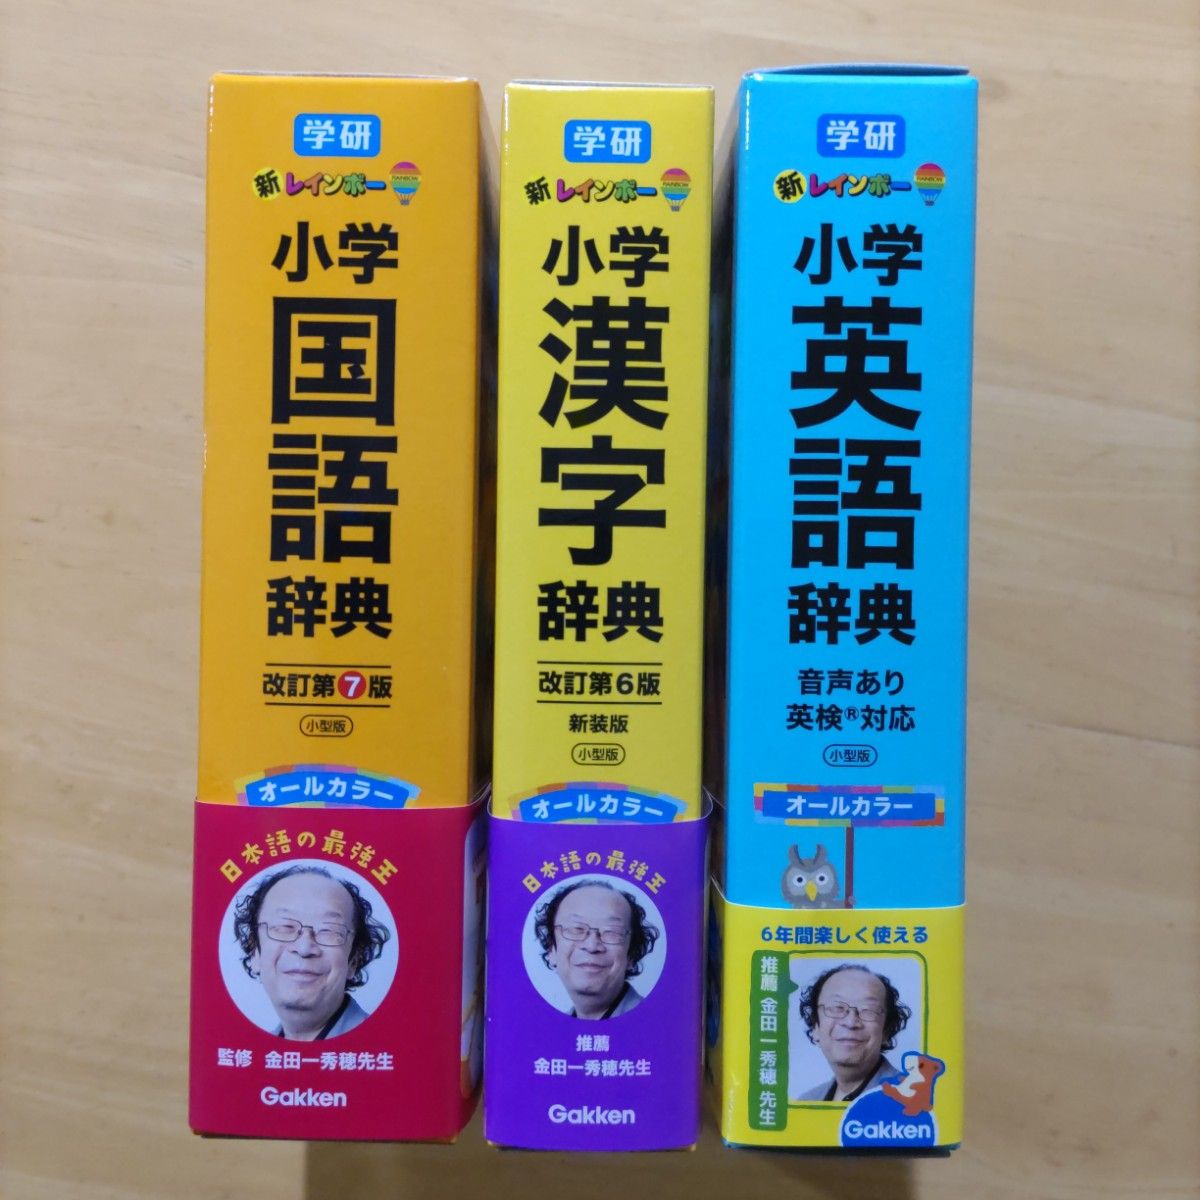 学研
新レインボー
RAINBOW
小学
国語
辞典
改訂第7版
小型版
オールカラー
日本語の最強王
監修 金田一秀穂先生
Gakken
学研
新レインボー
RAINBOW
小学
漢字
辞典
改訂第6版
新装版
小型版
オールカラー
日本語の最強王
推薦
金田一秀穂先生
Gakken
学研
新レインボー
RAINBOW
小学
英語
辞典
音声あり
英検®対応
小型版
オールカラー
6年間楽しく使える
推薦 金田一秀穂 先生
Gakken